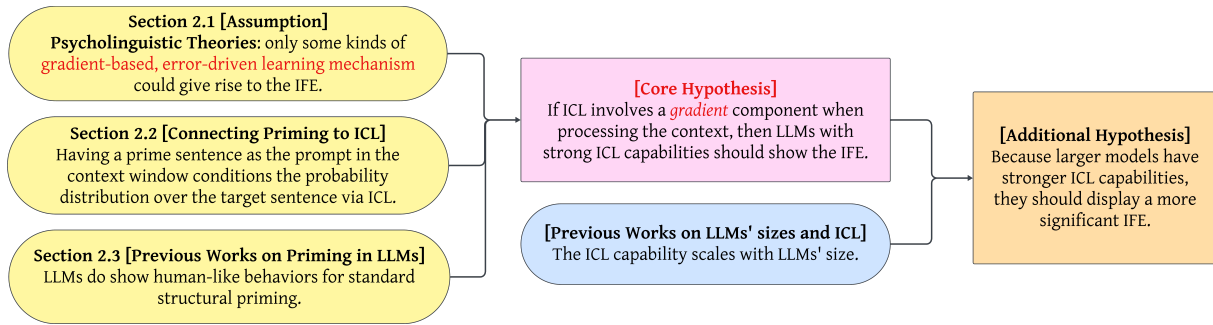 Section 2.1 [Assumption]
Psycholinguistic Theories: only some kinds of
gradient-based, error-driven learning mechanism
could give rise to the IFE.
Section 2.2 [Connecting Priming to ICL]
Having a prime sentence as the prompt in the
context window conditions the probability
distribution over the target sentence via ICL.
Section 2.3 [Previous Works on Priming in LLMs]
LLMs do show human-like behaviors for standard
structural priming.
[Core Hypothesis]
If ICL involves a gradient component when
processing the context, then LLMs with
strong ICL capabilities should show the IFE.
[Previous Works on LLMs' sizes and ICL]
The ICL capability scales with LLMs' size.
[Additional Hypothesis]
Because larger models have
stronger ICL capabilities,
they should display a more
significant IFE.